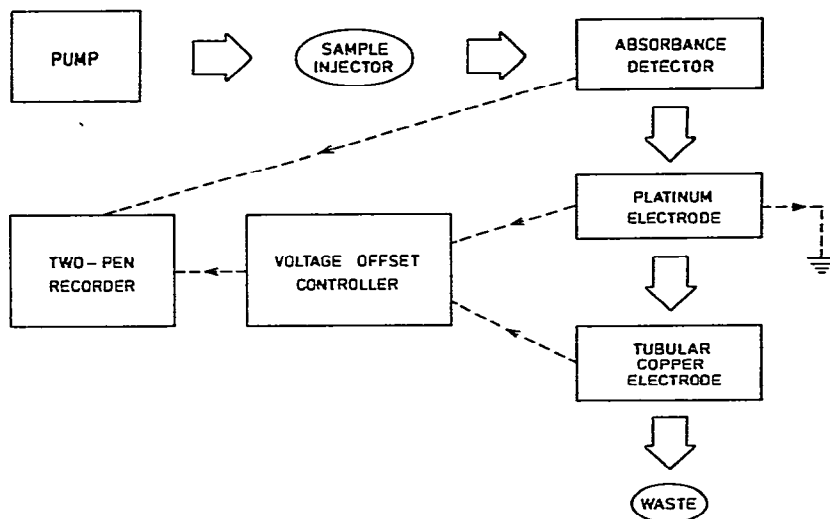 PUMP
SAMPLE
INJECTOR
ABSORBANCE
DETECTOR
PLATINUM
ELECTRODE
TWO-PEN
RECORDER
VOLTAGE OFFSET
CONTROLLER
TUBULAR
COPPER
ELECTRODE
WASTE